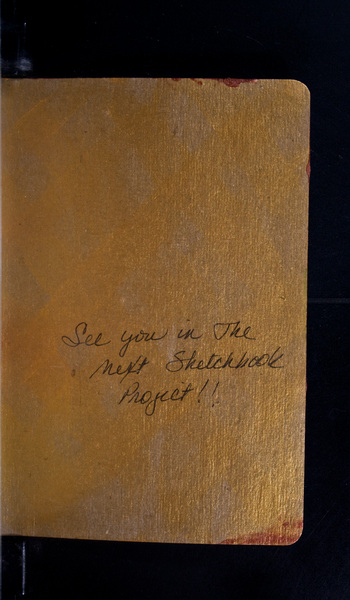 See you in The
next Sketchbook
Project!!